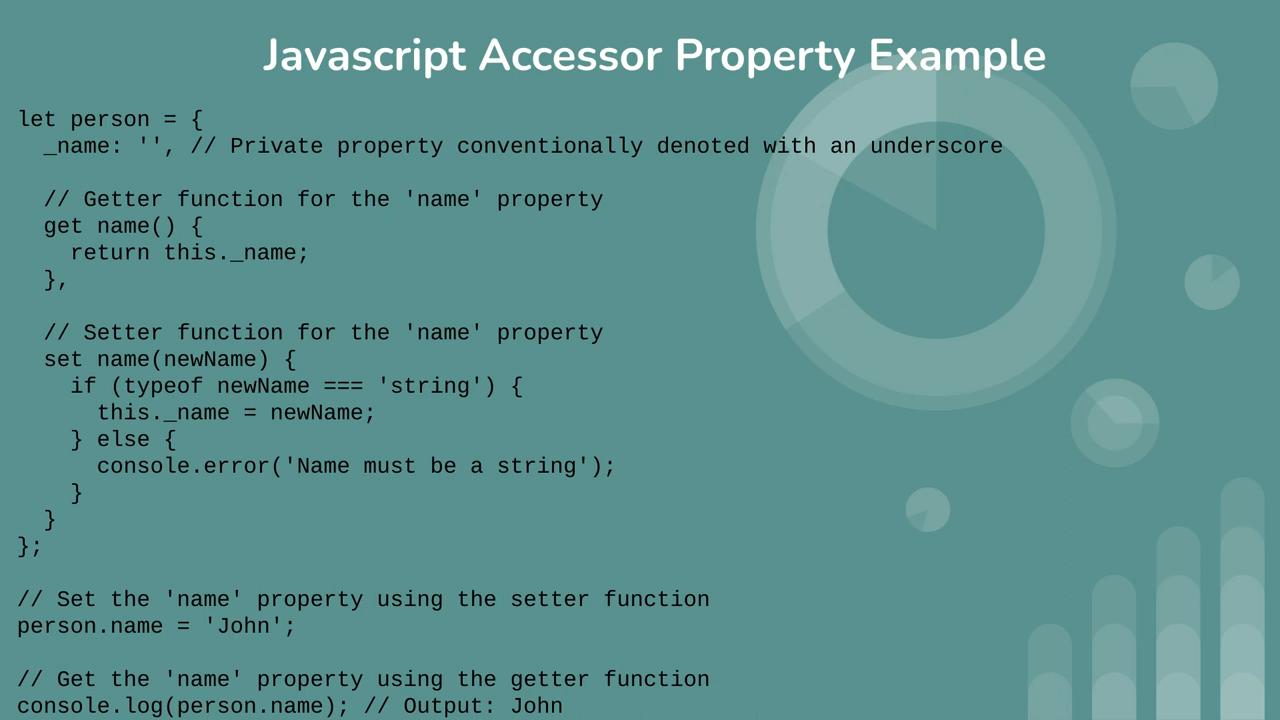 Javascript Accessor Property Example
let person = {
  _name: '', // Private property conventionally denoted with an underscore

  // Getter function for the 'name' property
  get name() {
    return this._name;
  },

  // Setter function for the 'name' property
  set name(newName) {
    if (typeof newName === 'string') {
      this._name = newName;
    } else {
      console.error('Name must be a string');
    }
  }
};

// Set the 'name' property using the setter function
person.name = 'John';

// Get the 'name' property using the getter function
console.log(person.name); // Output: John